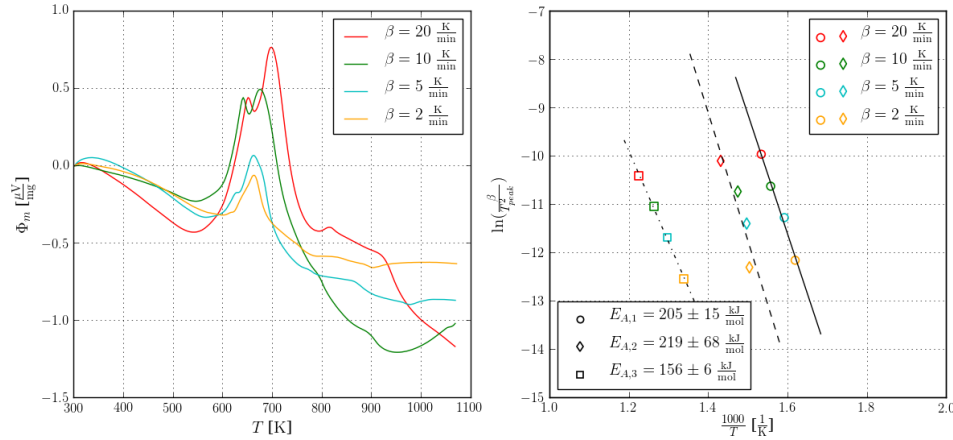 1.0
0.5
0.0
−0.5
−1.0
−1.5
300 400 500 600 700 800 900 1000 1100
T [K]
Φ_m [μV/mg]
β = 20 K/min
β = 10 K/min
β = 5 K/min
β = 2 K/min
−7
−8
−9
−10
−11
−12
−13
−14
−15
1.0 1.2 1.4 1.6 1.8 2.0
1000/T [1/K]
ln(β/T²_peak)
β = 20 K/min
β = 10 K/min
β = 5 K/min
β = 2 K/min
E_A,1 = 205 ± 15 kJ/mol
E_A,2 = 219 ± 68 kJ/mol
E_A,3 = 156 ± 6 kJ/mol